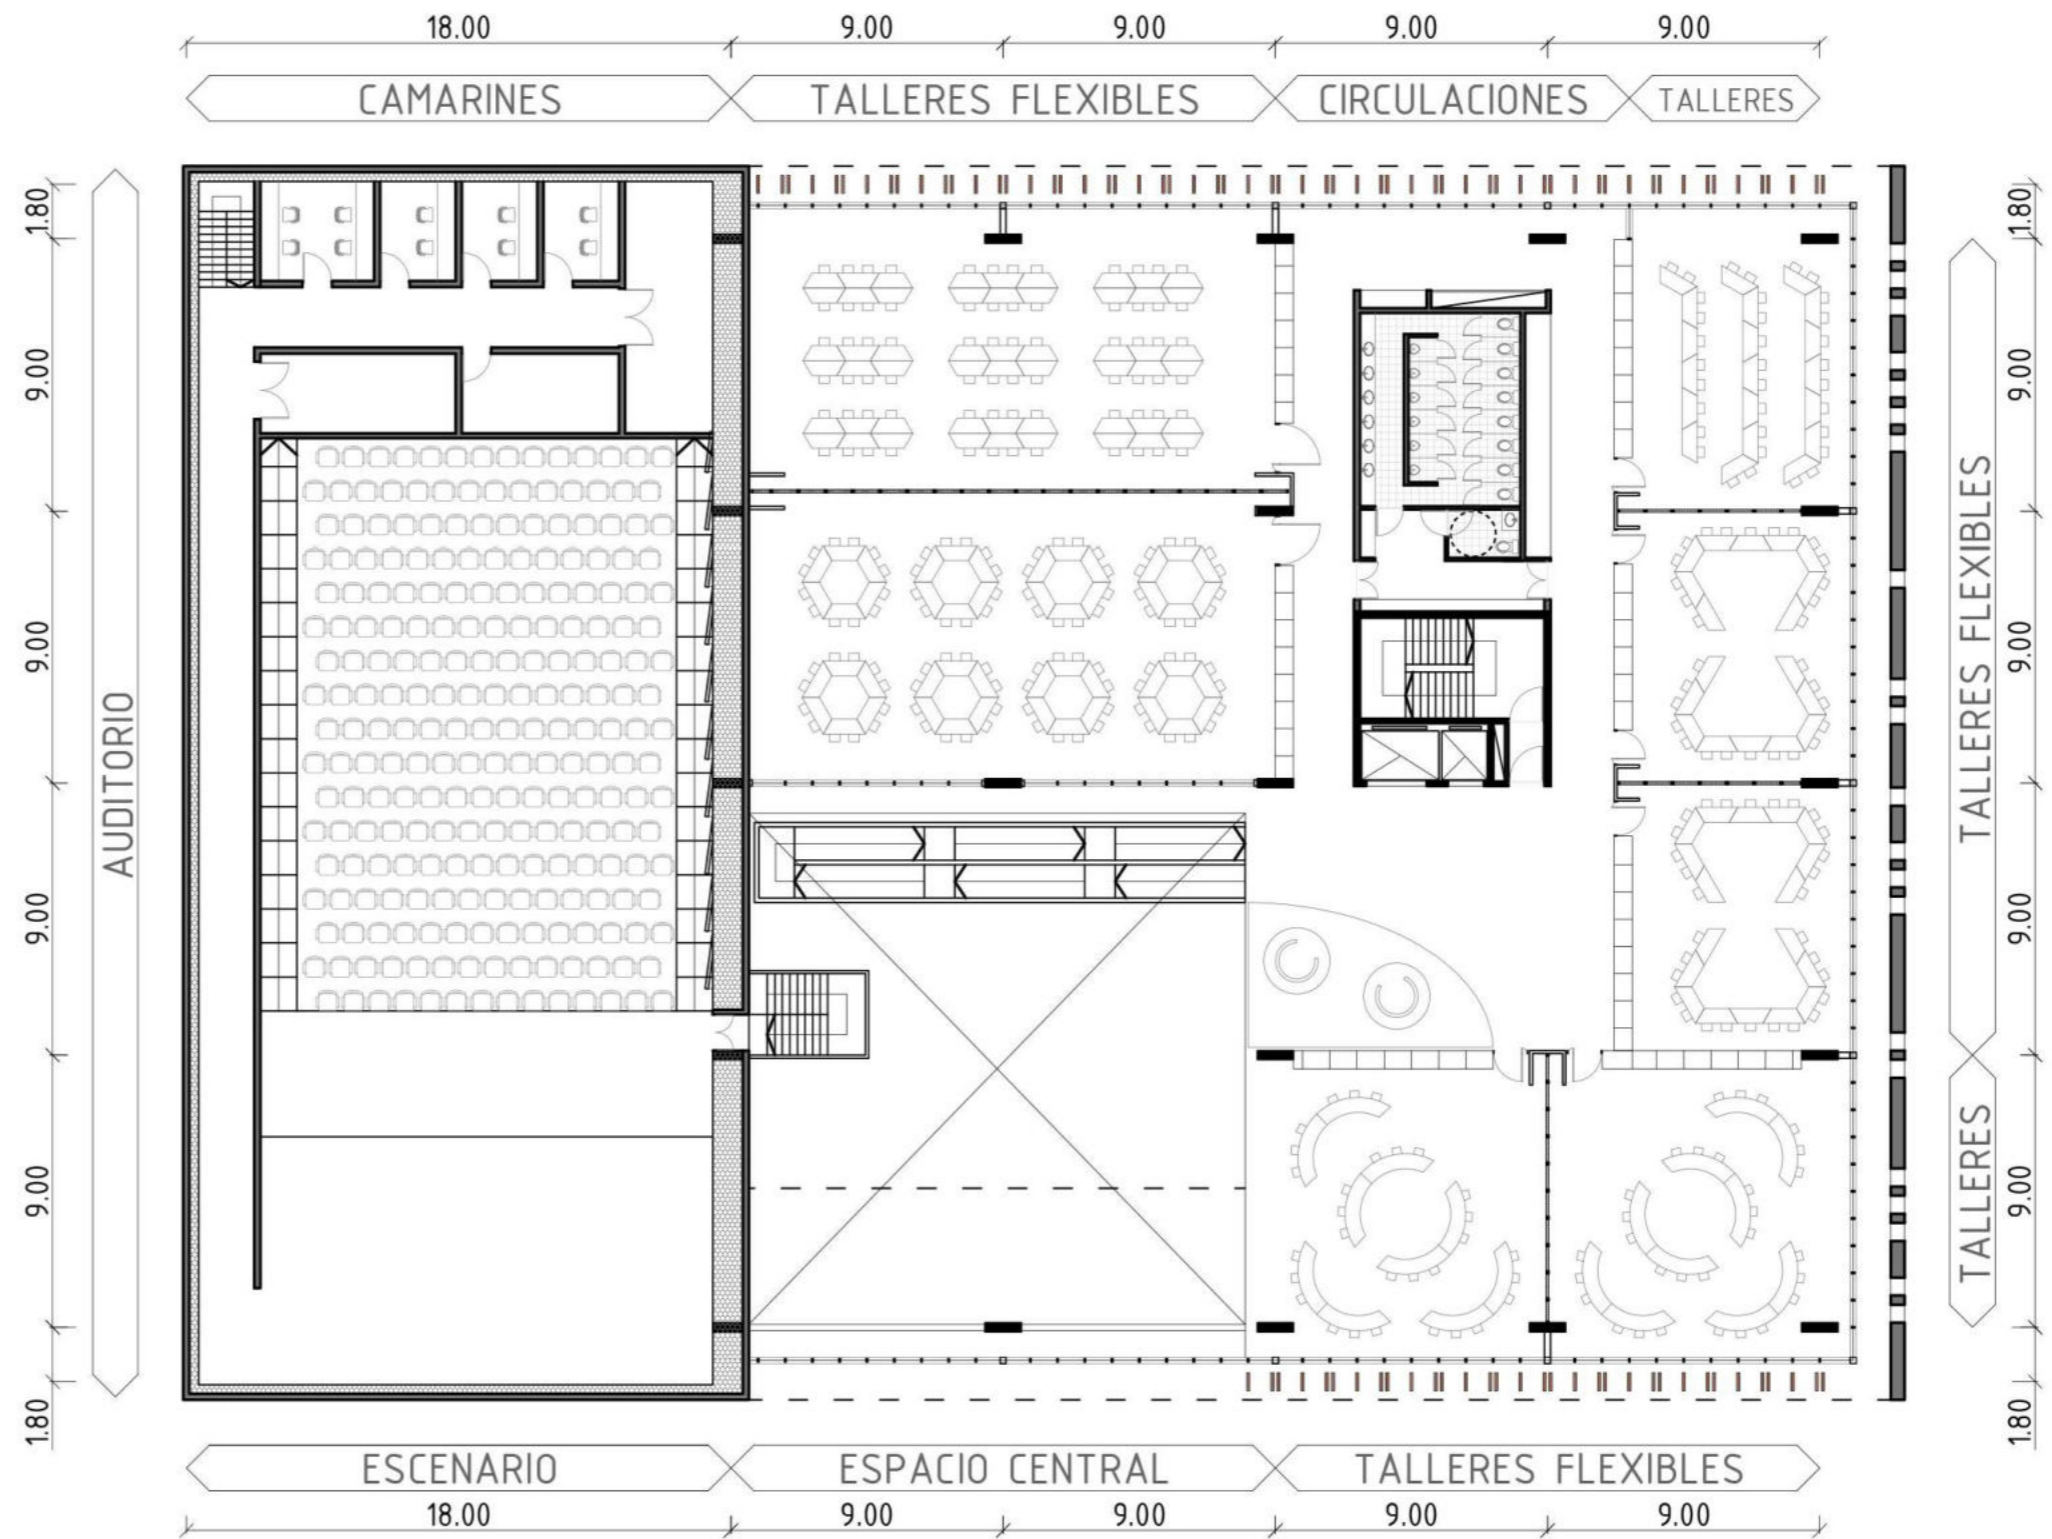 18.00 9.00 9.00 9.00 9.00
CAMARINES TALLERES FLEXIBLES CIRCULACIONES TALLERES
1.80
9.00
9.00
9.00
9.00
1.80
AUDITORIO
TALLERES FLEXIBLES
TALLERES
1.80
9.00
9.00
9.00
9.00
1.80
ESCENARIO ESPACIO CENTRAL TALLERES FLEXIBLES
18.00 9.00 9.00 9.00 9.00